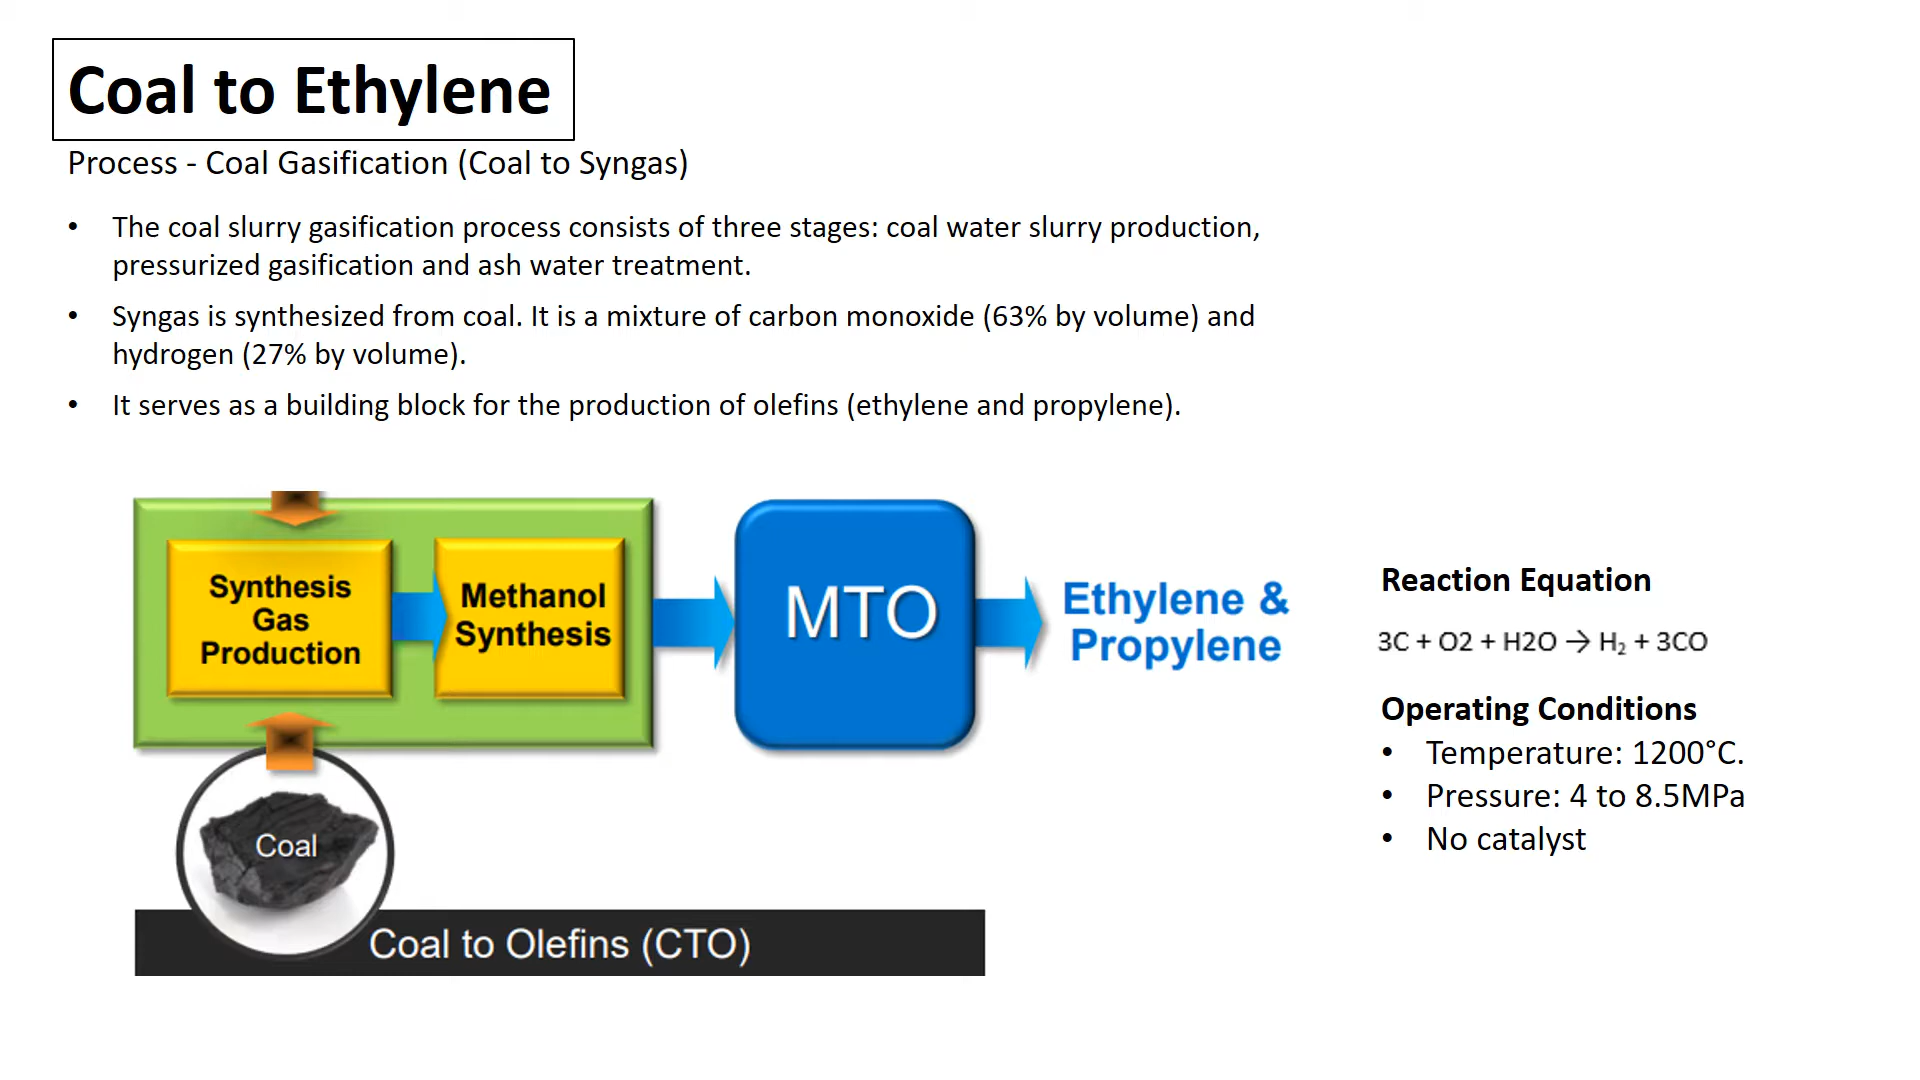 Coal to Ethylene
Process - Coal Gasification (Coal to Syngas)
• The coal slurry gasification process consists of three stages: coal water slurry production,
pressurized gasification and ash water treatment.
• Syngas is synthesized from coal. It is a mixture of carbon monoxide (63% by volume) and
hydrogen (27% by volume).
• It serves as a building block for the production of olefins (ethylene and propylene).
Synthesis
Gas
Production
Methanol
Synthesis
MTO
Ethylene &
Propylene
Coal
Coal to Olefins (CTO)
Reaction Equation
3C + O2 + H2O → H₂ + 3CO
Operating Conditions
• Temperature: 1200°C.
• Pressure: 4 to 8.5MPa
• No catalyst